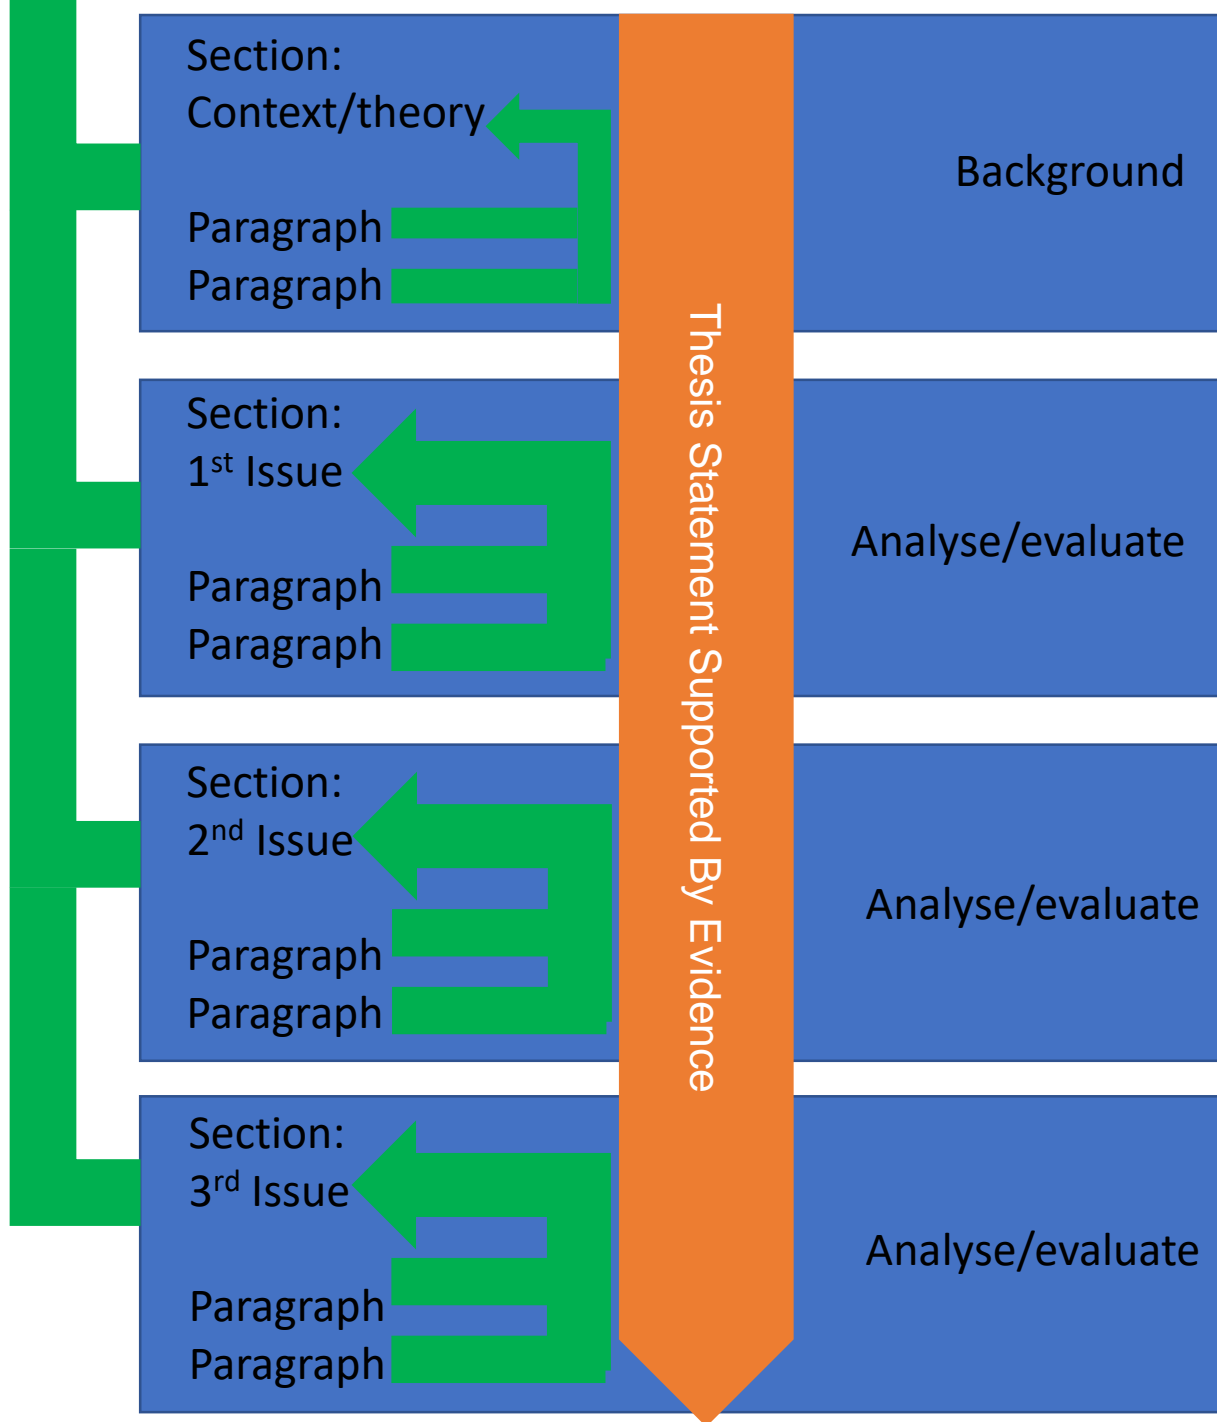 Section:
Context/theory
Paragraph
Paragraph
Background
Section:
1st Issue
Paragraph
Paragraph
Analyse/evaluate
Section:
2nd Issue
Paragraph
Paragraph
Analyse/evaluate
Section:
3rd Issue
Paragraph
Paragraph
Analyse/evaluate
Thesis Statement Supported By Evidence